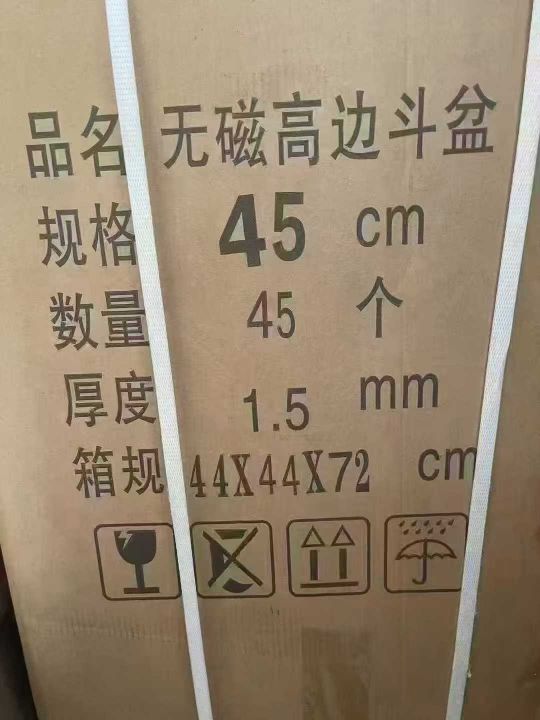 品名 无磁高边斗盆
规格 45 cm
数量 45 个
厚度 1.5 mm
箱规 44X44X72 cm